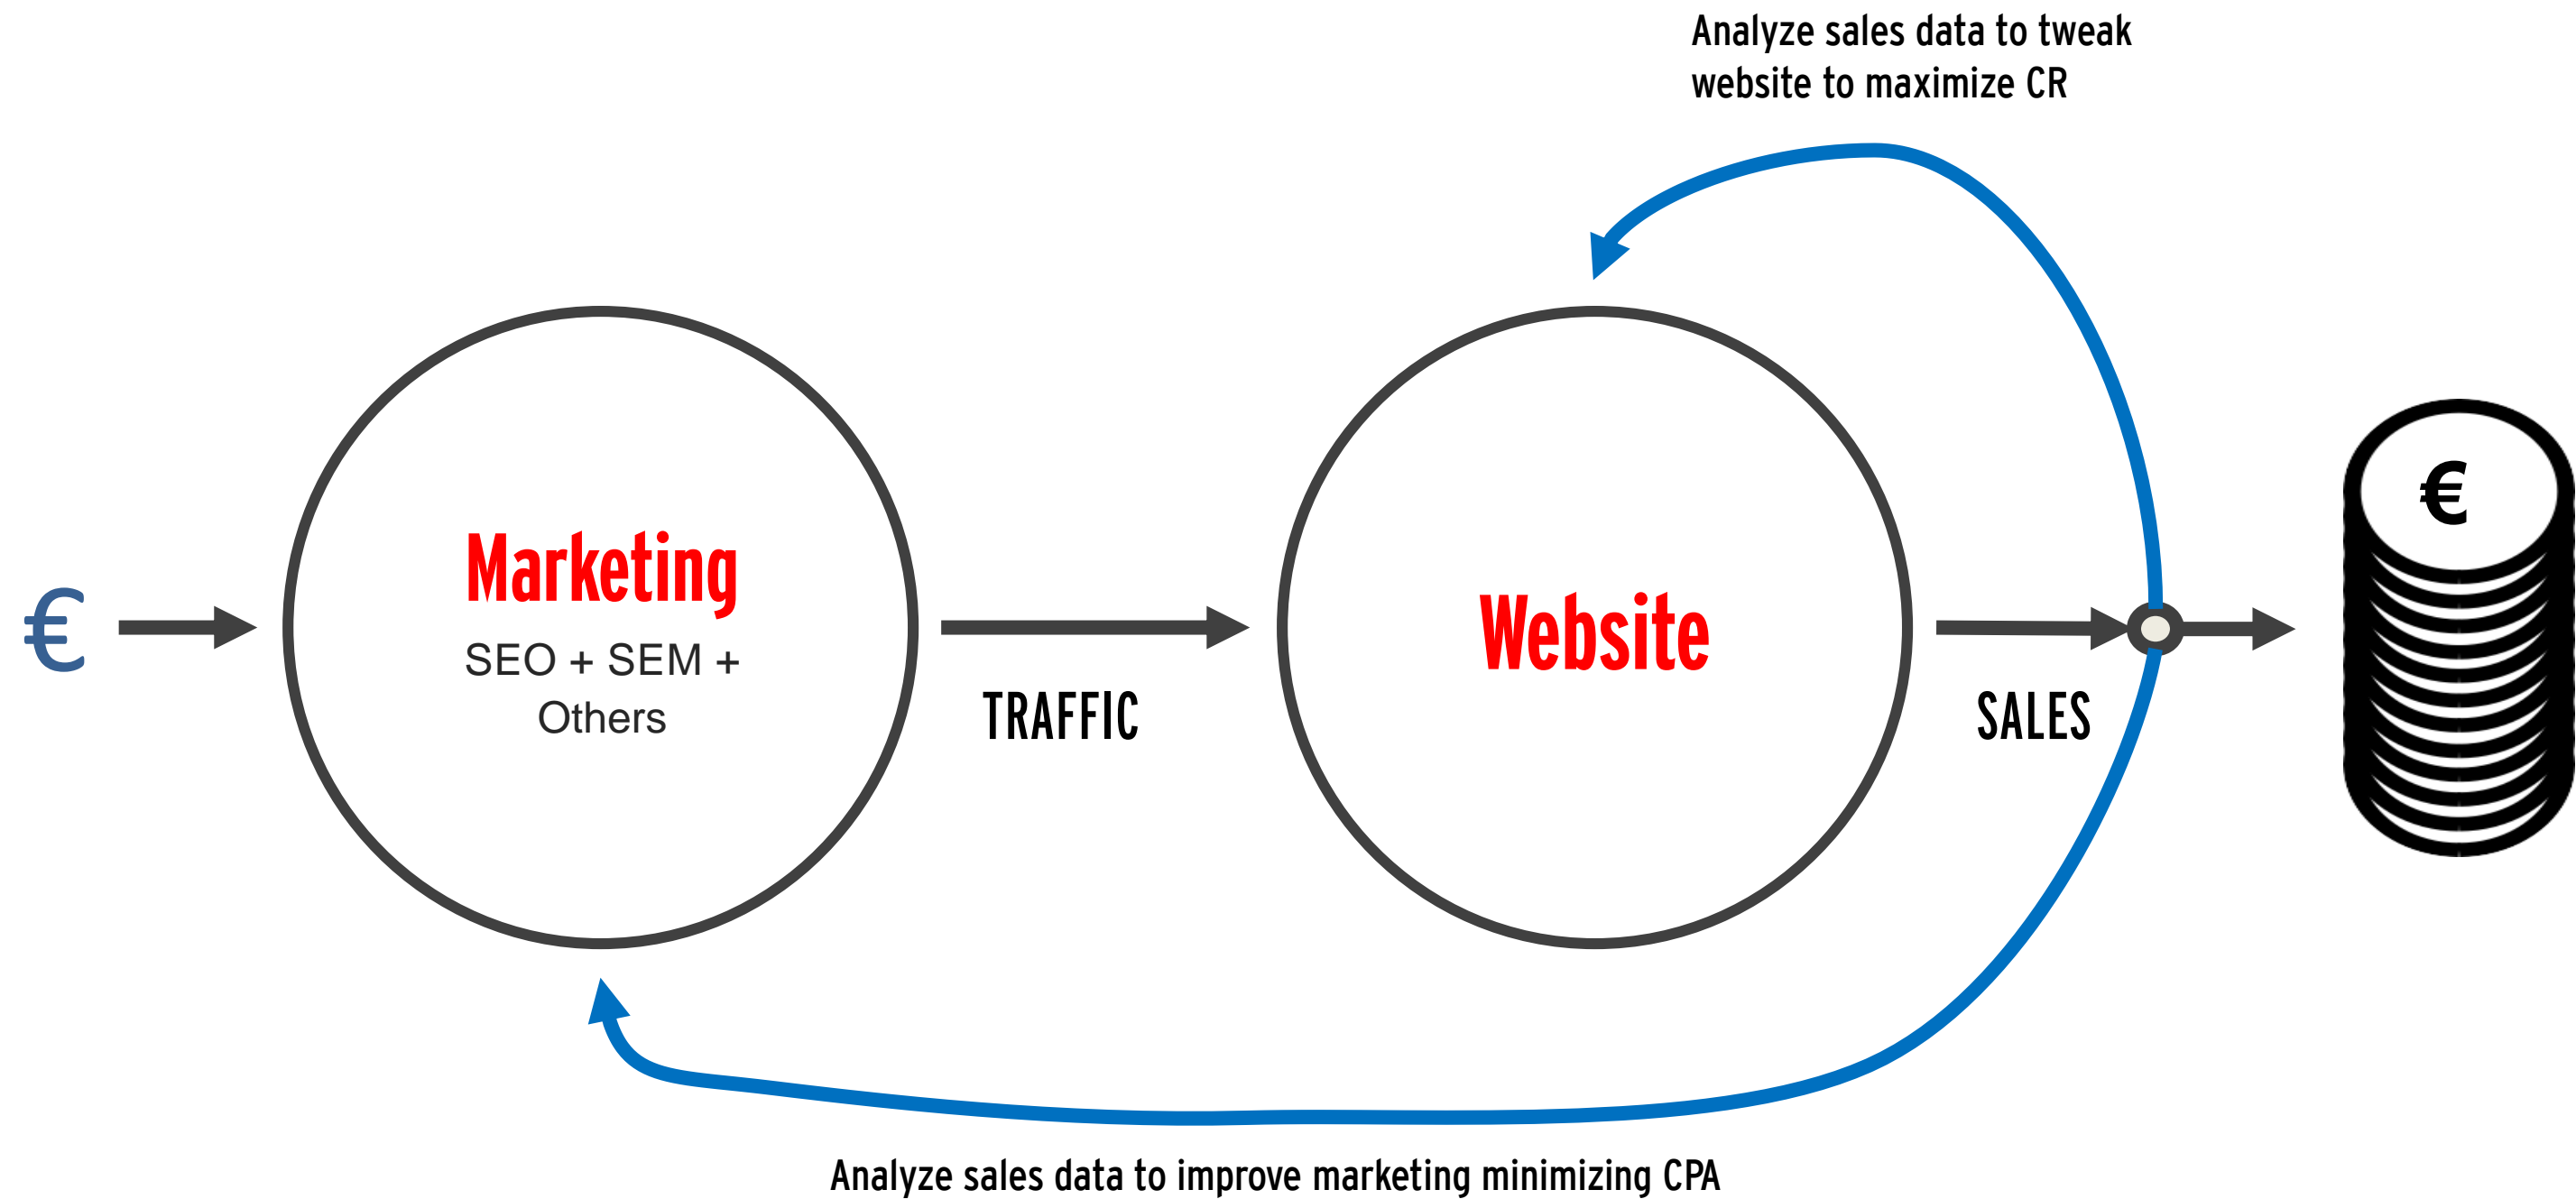 Analyze sales data to tweak
website to maximize CR
€
Marketing
SEO + SEM +
Others
TRAFFIC
Website
SALES
€
Analyze sales data to improve marketing minimizing CPA